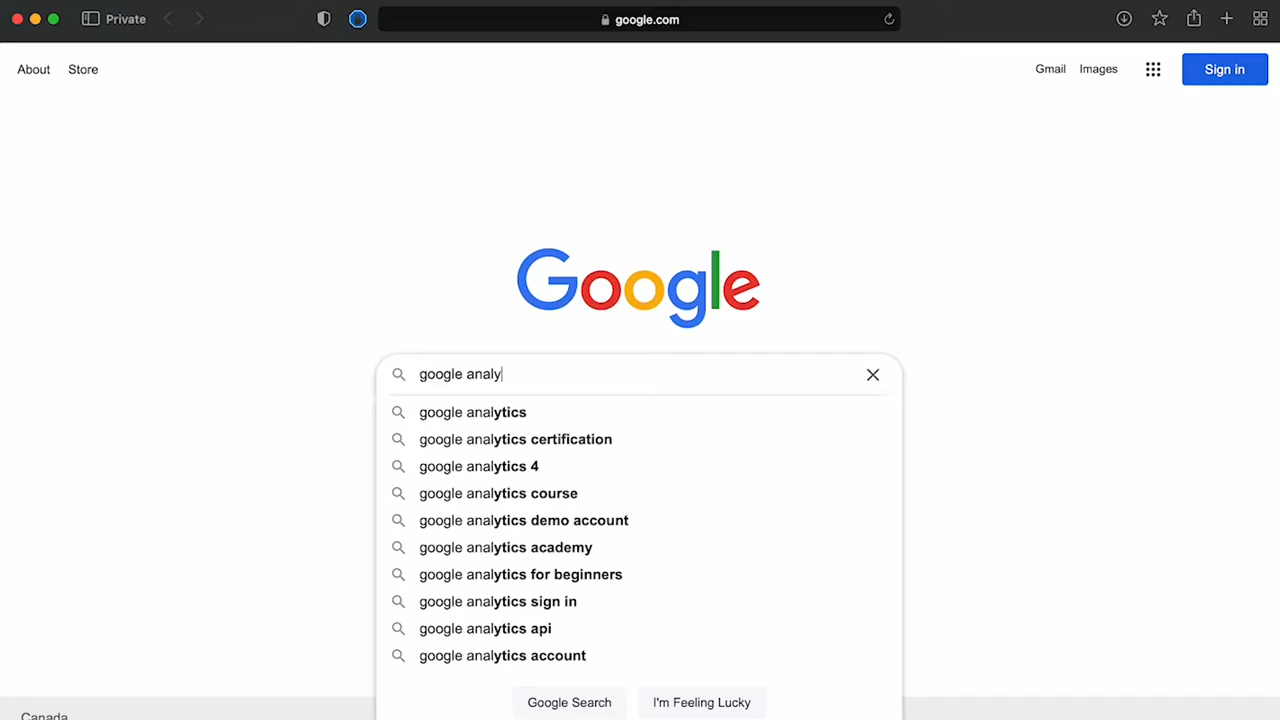 Private
google.com
About Store
Gmail Images Sign in
Google
google analy
google analytics
google analytics certification
google analytics 4
google analytics course
google analytics demo account
google analytics academy
google analytics for beginners
google analytics sign in
google analytics api
google analytics account
Google Search I'm Feeling Lucky
Canada